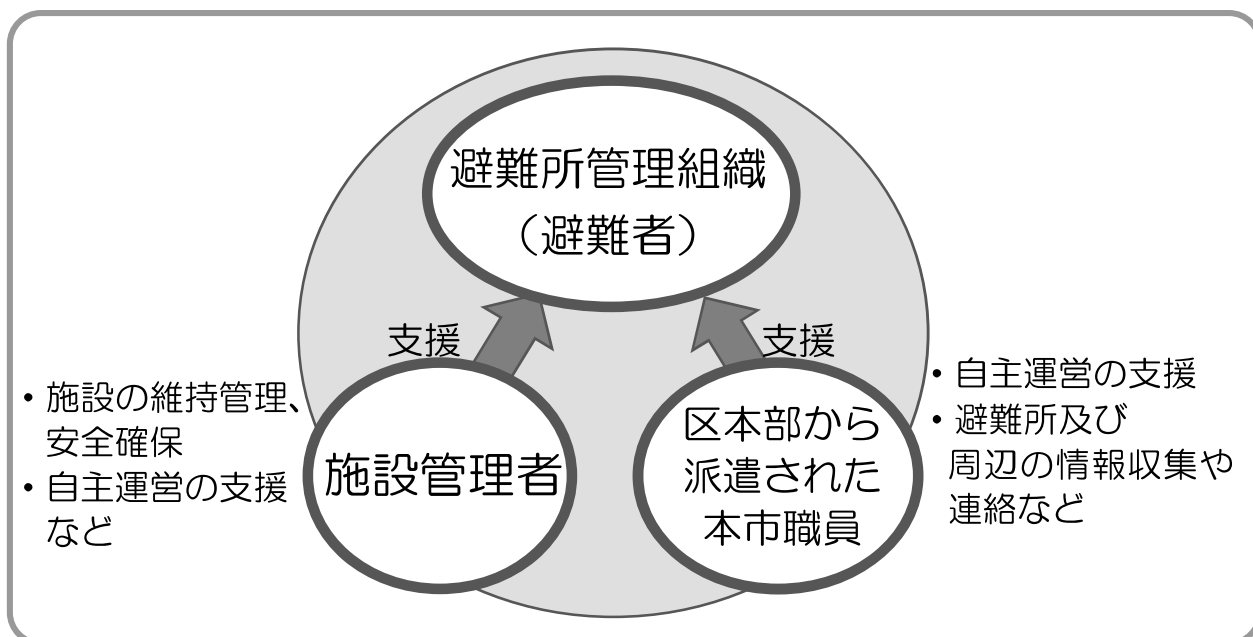 避難所管理組織
（避難者）
支援
支援
・施設の維持管理、
安全確保
・自主運営の支援
など
施設管理者
区本部から
派遣された
本市職員
・自主運営の支援
・避難所及び
周辺の情報収集や
連絡など